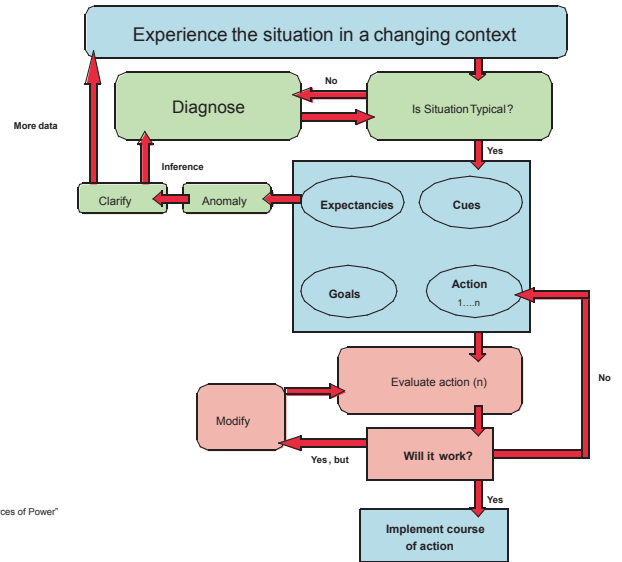 Experience the situation in a changing context
No
Diagnose
Is Situation Typical?
More data
Yes
Inference
Clarify
Anomaly
Expectancies
Cues
Goals
Action
1....n
Evaluate action (n)
No
Modify
Yes, but
Will it work?
Yes
of Power"
Implement course
of action